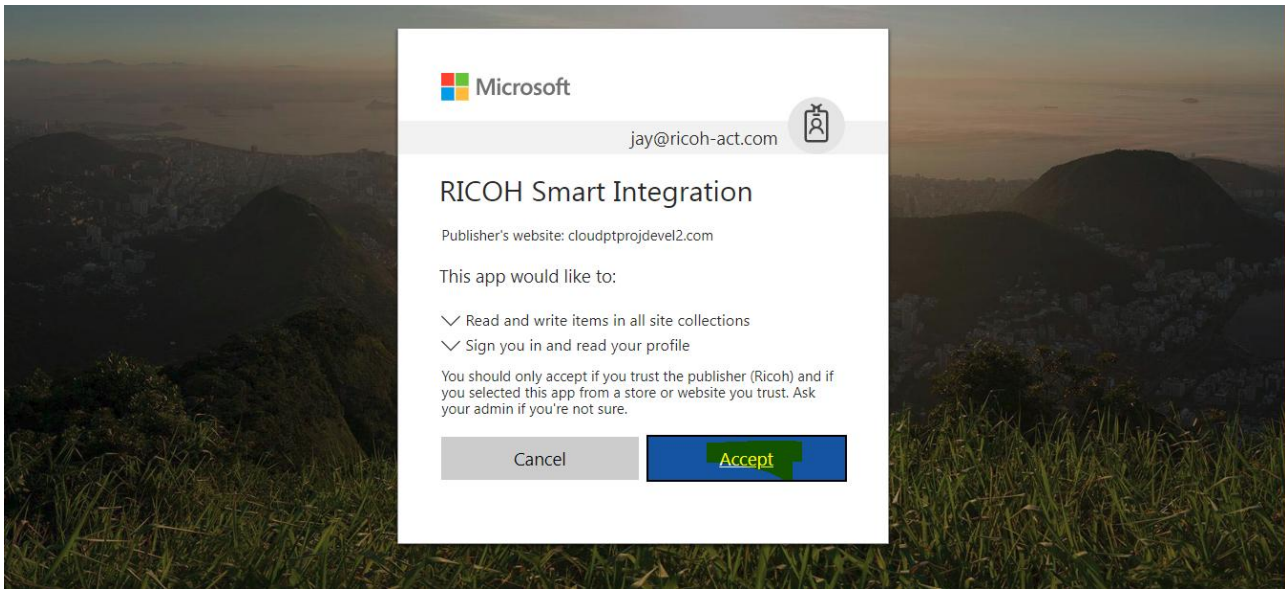 Microsoft
jay@ricoh-act.com
RICOH Smart Integration
Publisher's website: cloudptprojdevel2.com
This app would like to:
Read and write items in all site collections
Sign you in and read your profile
You should only accept if you trust the publisher (Ricoh) and if
you selected this app from a store or website you trust. Ask
your admin if you're not sure.
Cancel
Accept